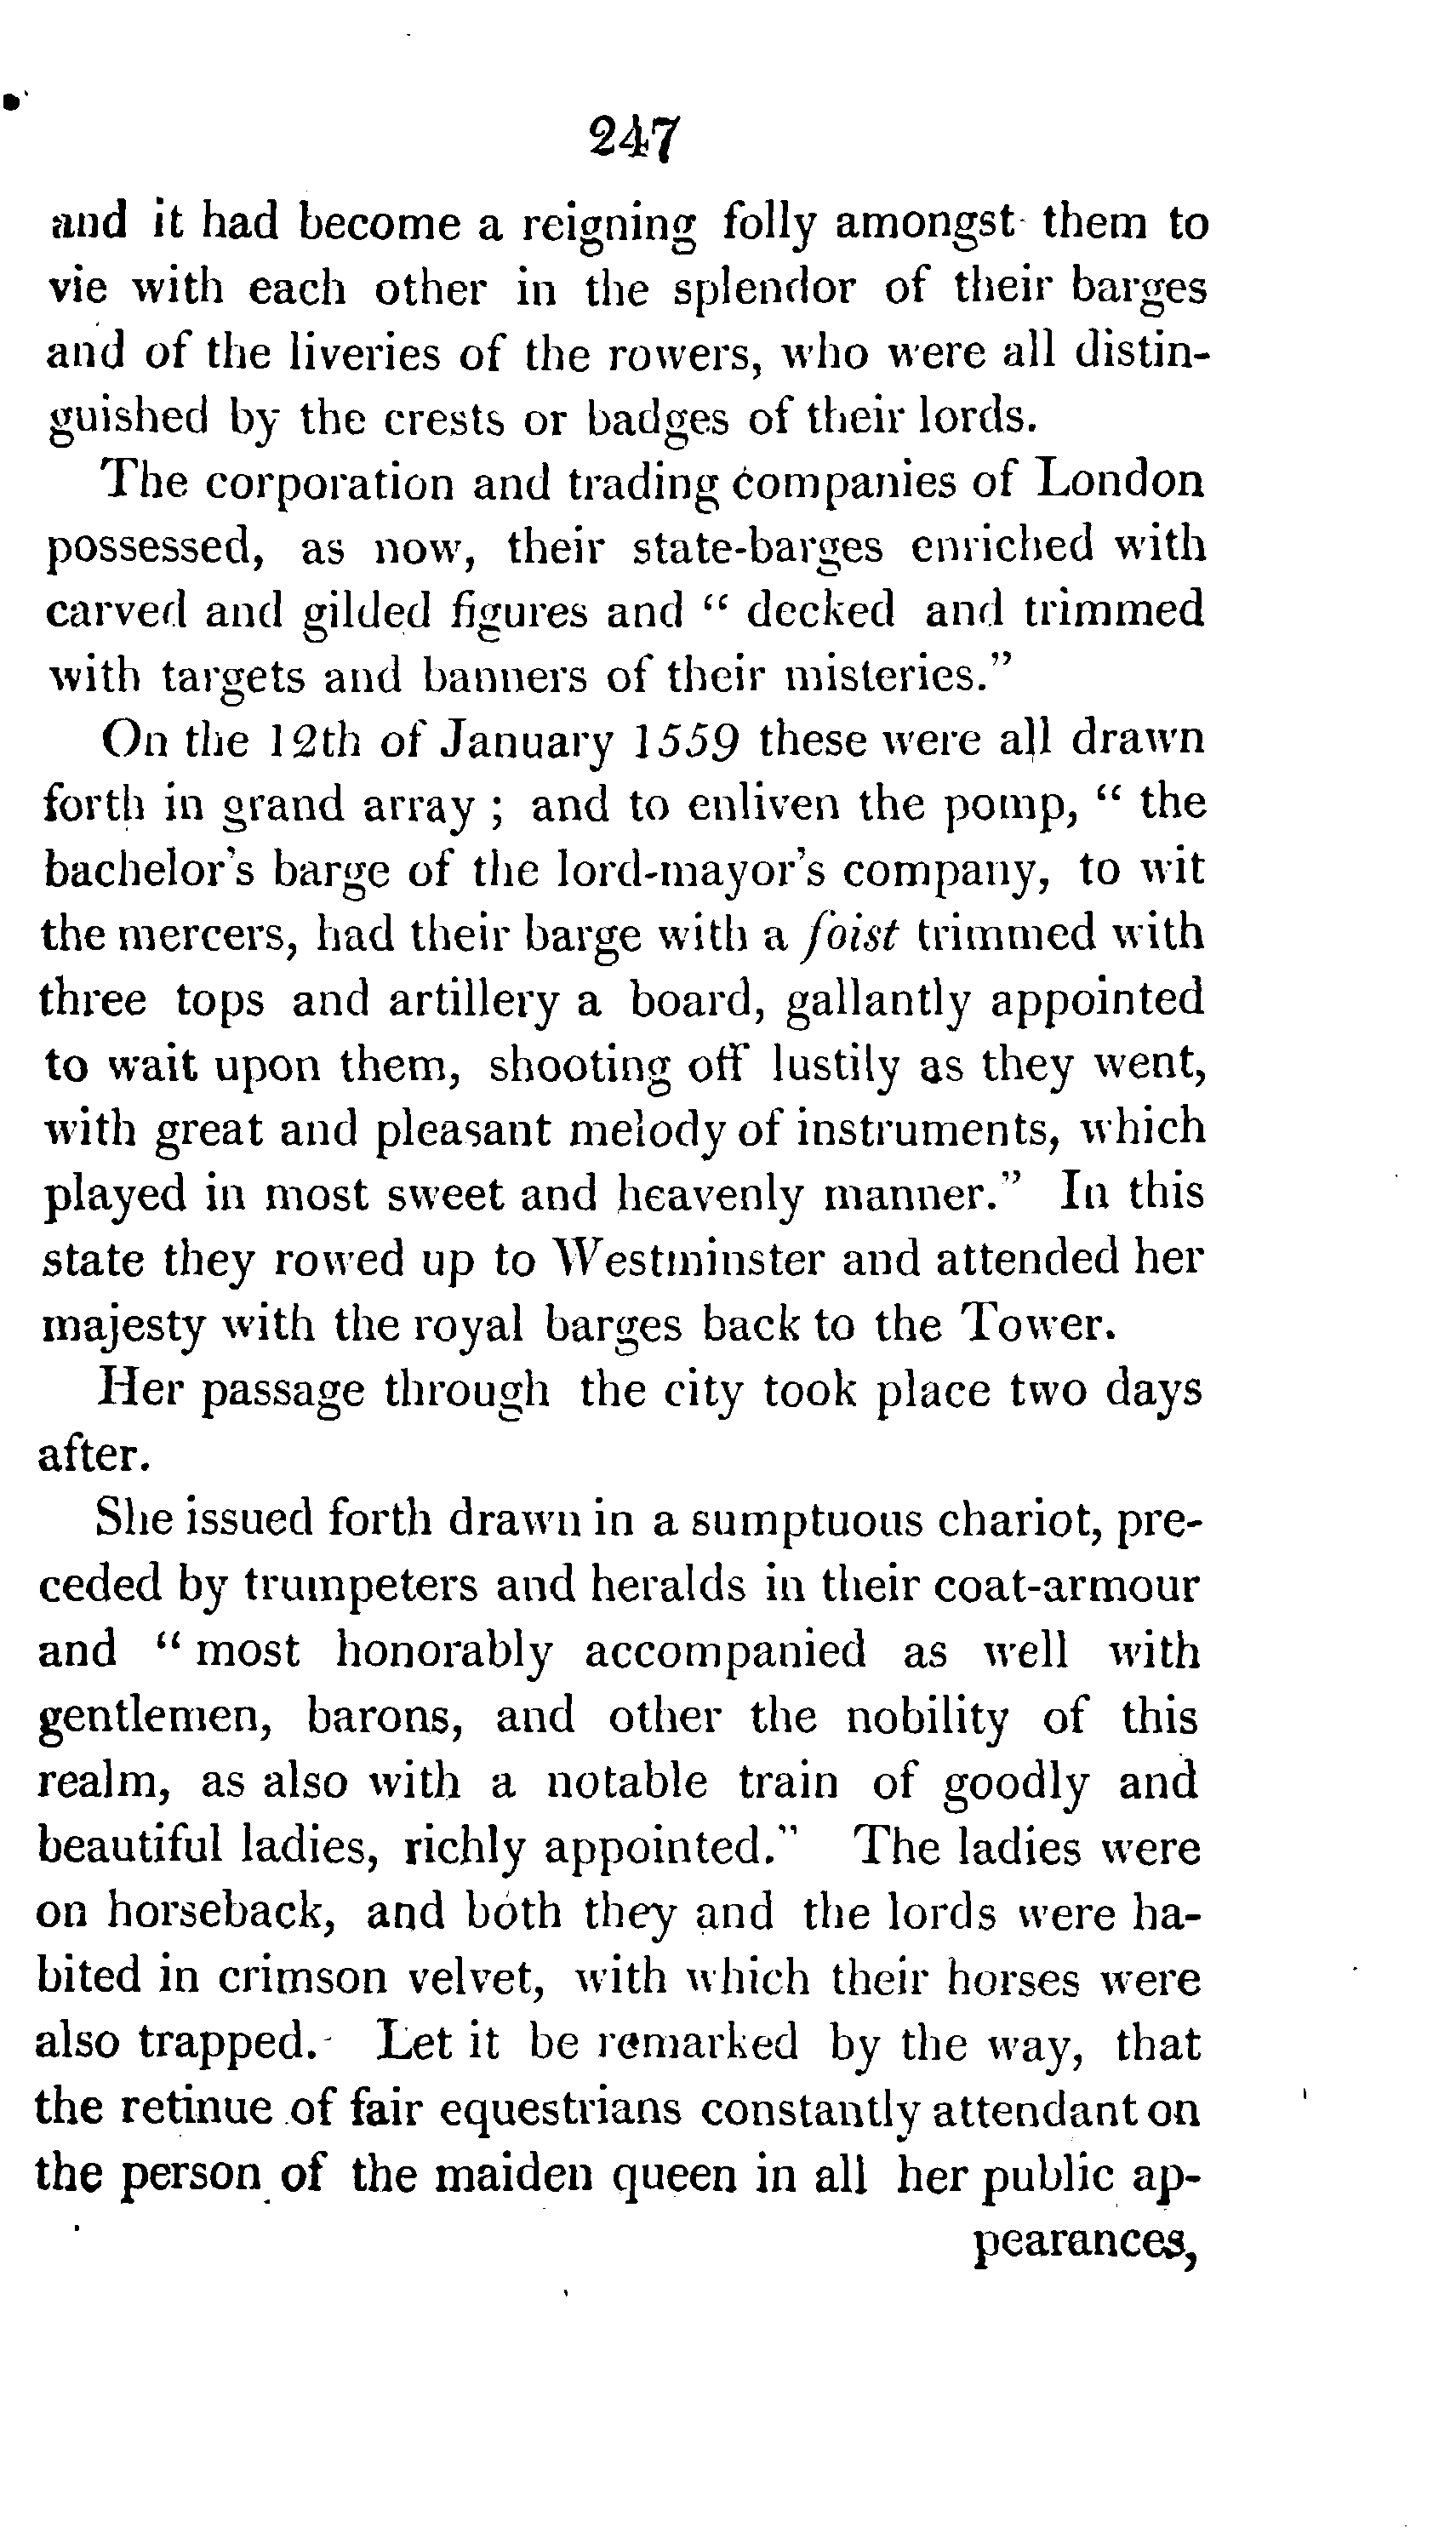 247
and it had become a reigning folly amongst them to
vie with each other in the splendor of their barges
and of the liveries of the rowers, who were all distin-
guished by the crests or badges of their lords.
The corporation and trading companies of London
possessed, as now, their state-barges enriched with
carved and gilded figures and " decked and trimmed
with targets and banners of their misteries."
On the 12th of January 1559 these were all drawn
forth in grand array ; and to enliven the pomp, " the
bachelor's barge of the lord-mayor's company, to wit
the mercers, had their barge with a foist trimmed with
three tops and artillery a board, gallantly appointed
to wait upon them, shooting off lustily as they went,
with great and pleasant melody of instruments, which
played in most sweet and heavenly manner." In this
state they rowed up to Westminster and attended her
majesty with the royal barges back to the Tower.
Her passage through the city took place two days
after.
She issued forth drawn in a sumptuous chariot, pre-
ceded by trumpeters and heralds in their coat-armour
and " most honorably accompanied as well with
gentlemen, barons, and other the nobility of this
realm, as also with a notable train of goodly and
beautiful ladies, richly appointed." The ladies were
on horseback, and both they and the lords were ha-
bited in crimson velvet, with which their horses were
also trapped. Let it be remarked by the way, that
the retinue of fair equestrians constantly attendant on
the person of the maiden queen in all her public ap-
pearances,